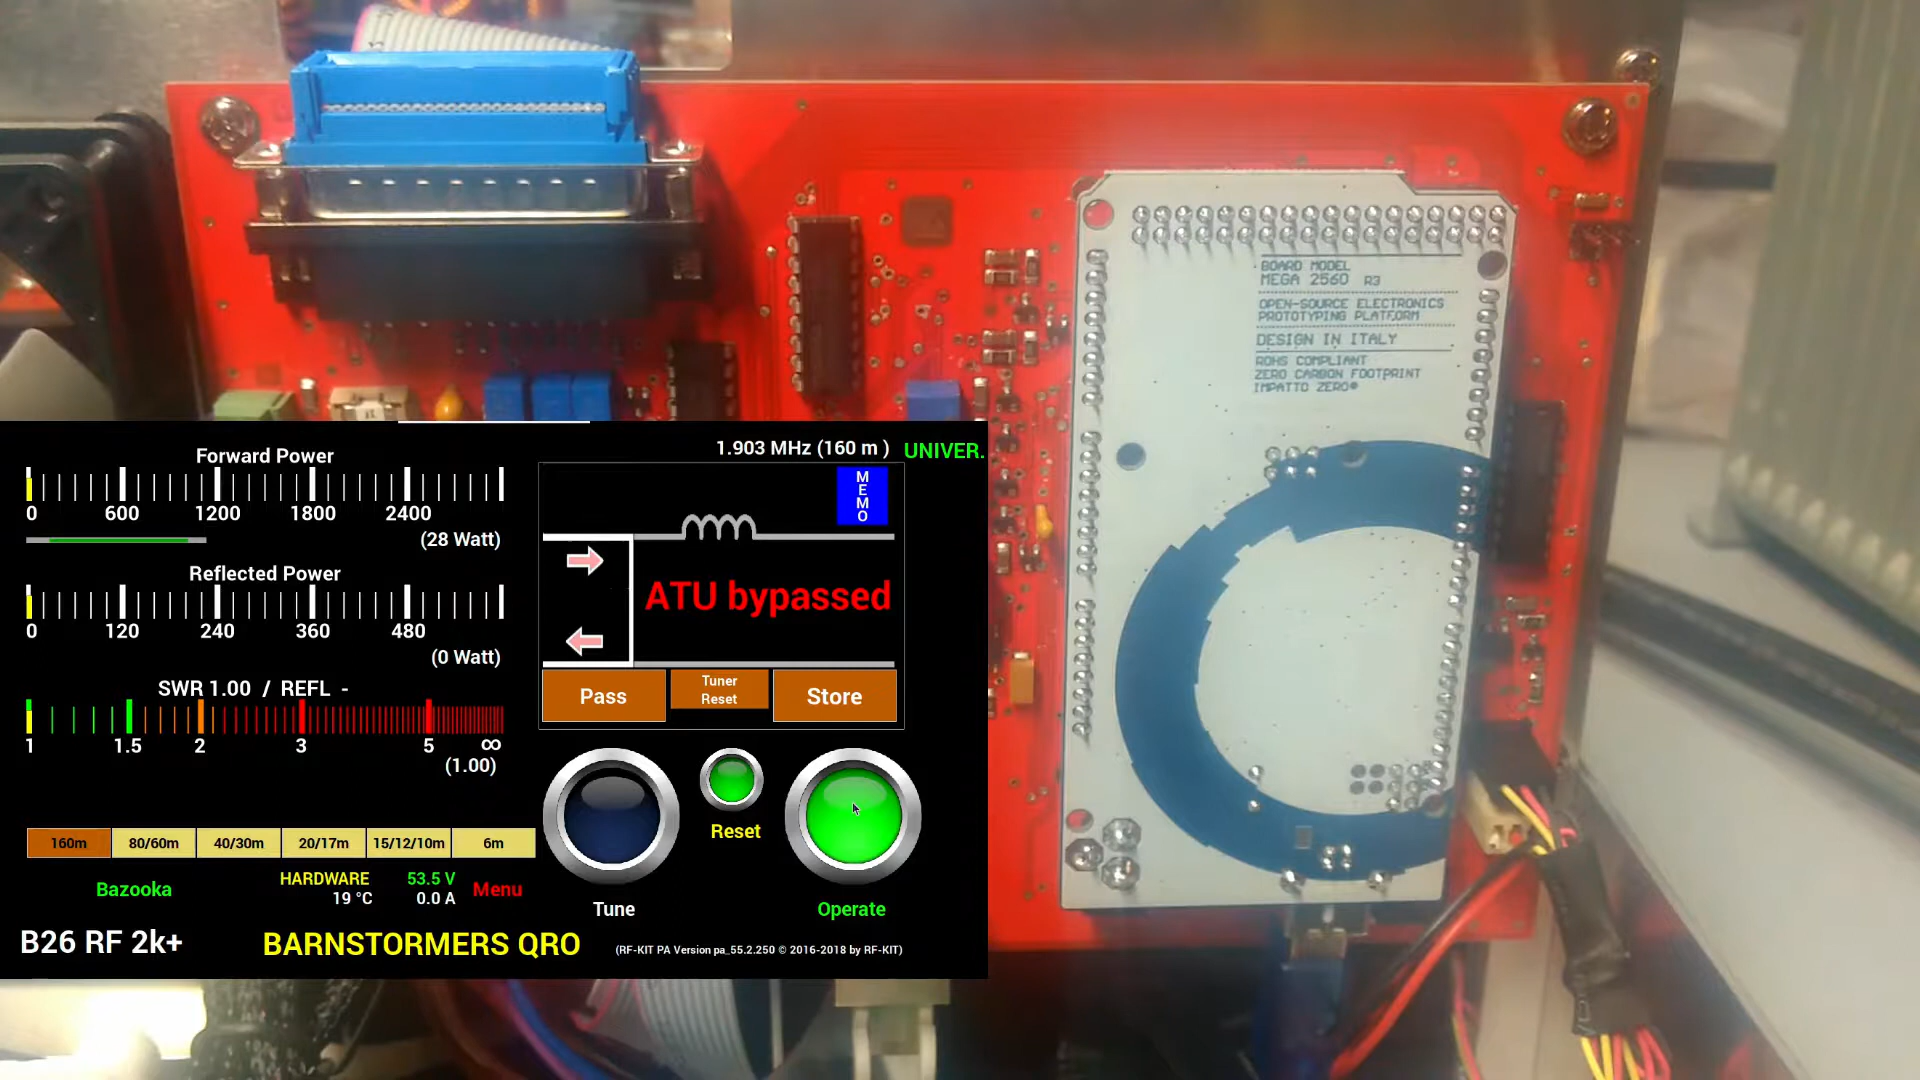 BOARD MODEL
MEGA 2560 R3
OPEN-SOURCE ELECTRONICS
PROTOTYPING PLATFORM
DESIGN IN ITALY
ROHS COMPLIANT
ZERO CARBON FOOTPRINT
IMPATTO ZERO®
1.903 MHz (160 m ) UNIVER.
Forward Power
0 600 1200 1800 2400
(28 Watt)
Reflected Power
0 120 240 360 480
(0 Watt)
SWR 1.00 / REFL -
1 1.5 2 3 5 ∞
(1.00)
M
E
M
O
ATU bypassed
Pass
Tuner
Reset
Store
160m 80/60m 40/30m 20/17m 15/12/10m 6m
Reset
Tune
Operate
Bazooka
HARDWARE 53.5 V
19 °C 0.0 A
Menu
B26 RF 2k+
BARNSTORMERS QRO
(RF-KIT PA Version pa_55.2.250 © 2016-2018 by RF-KIT)